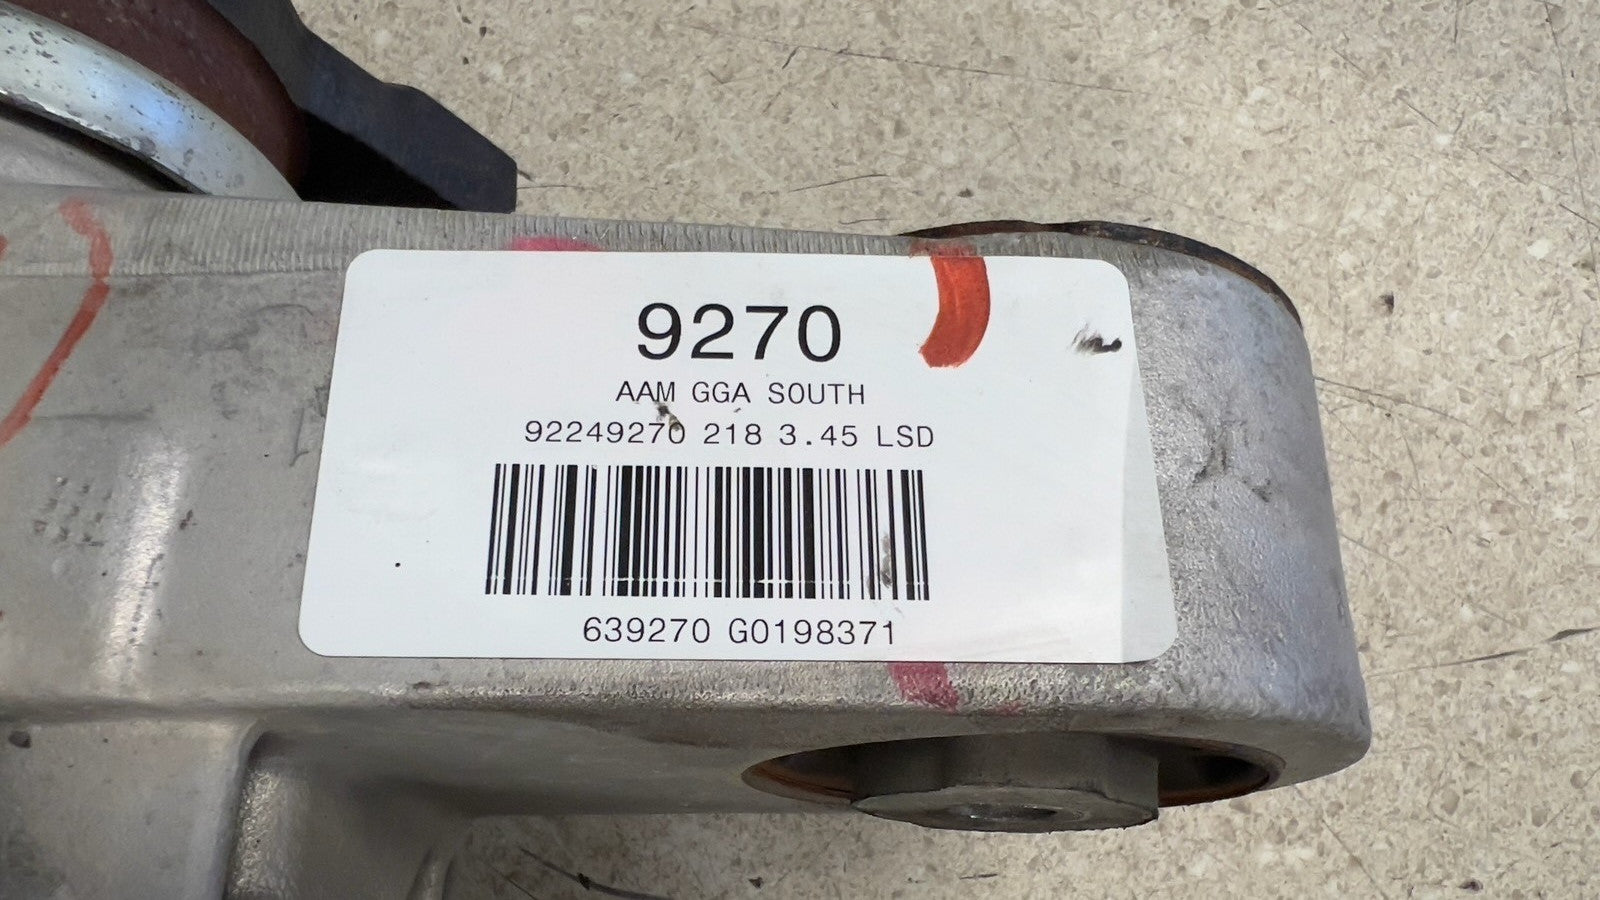 9270
AAM GGA SOUTH
92249270 218 3.45 LSD
639270 G0198371